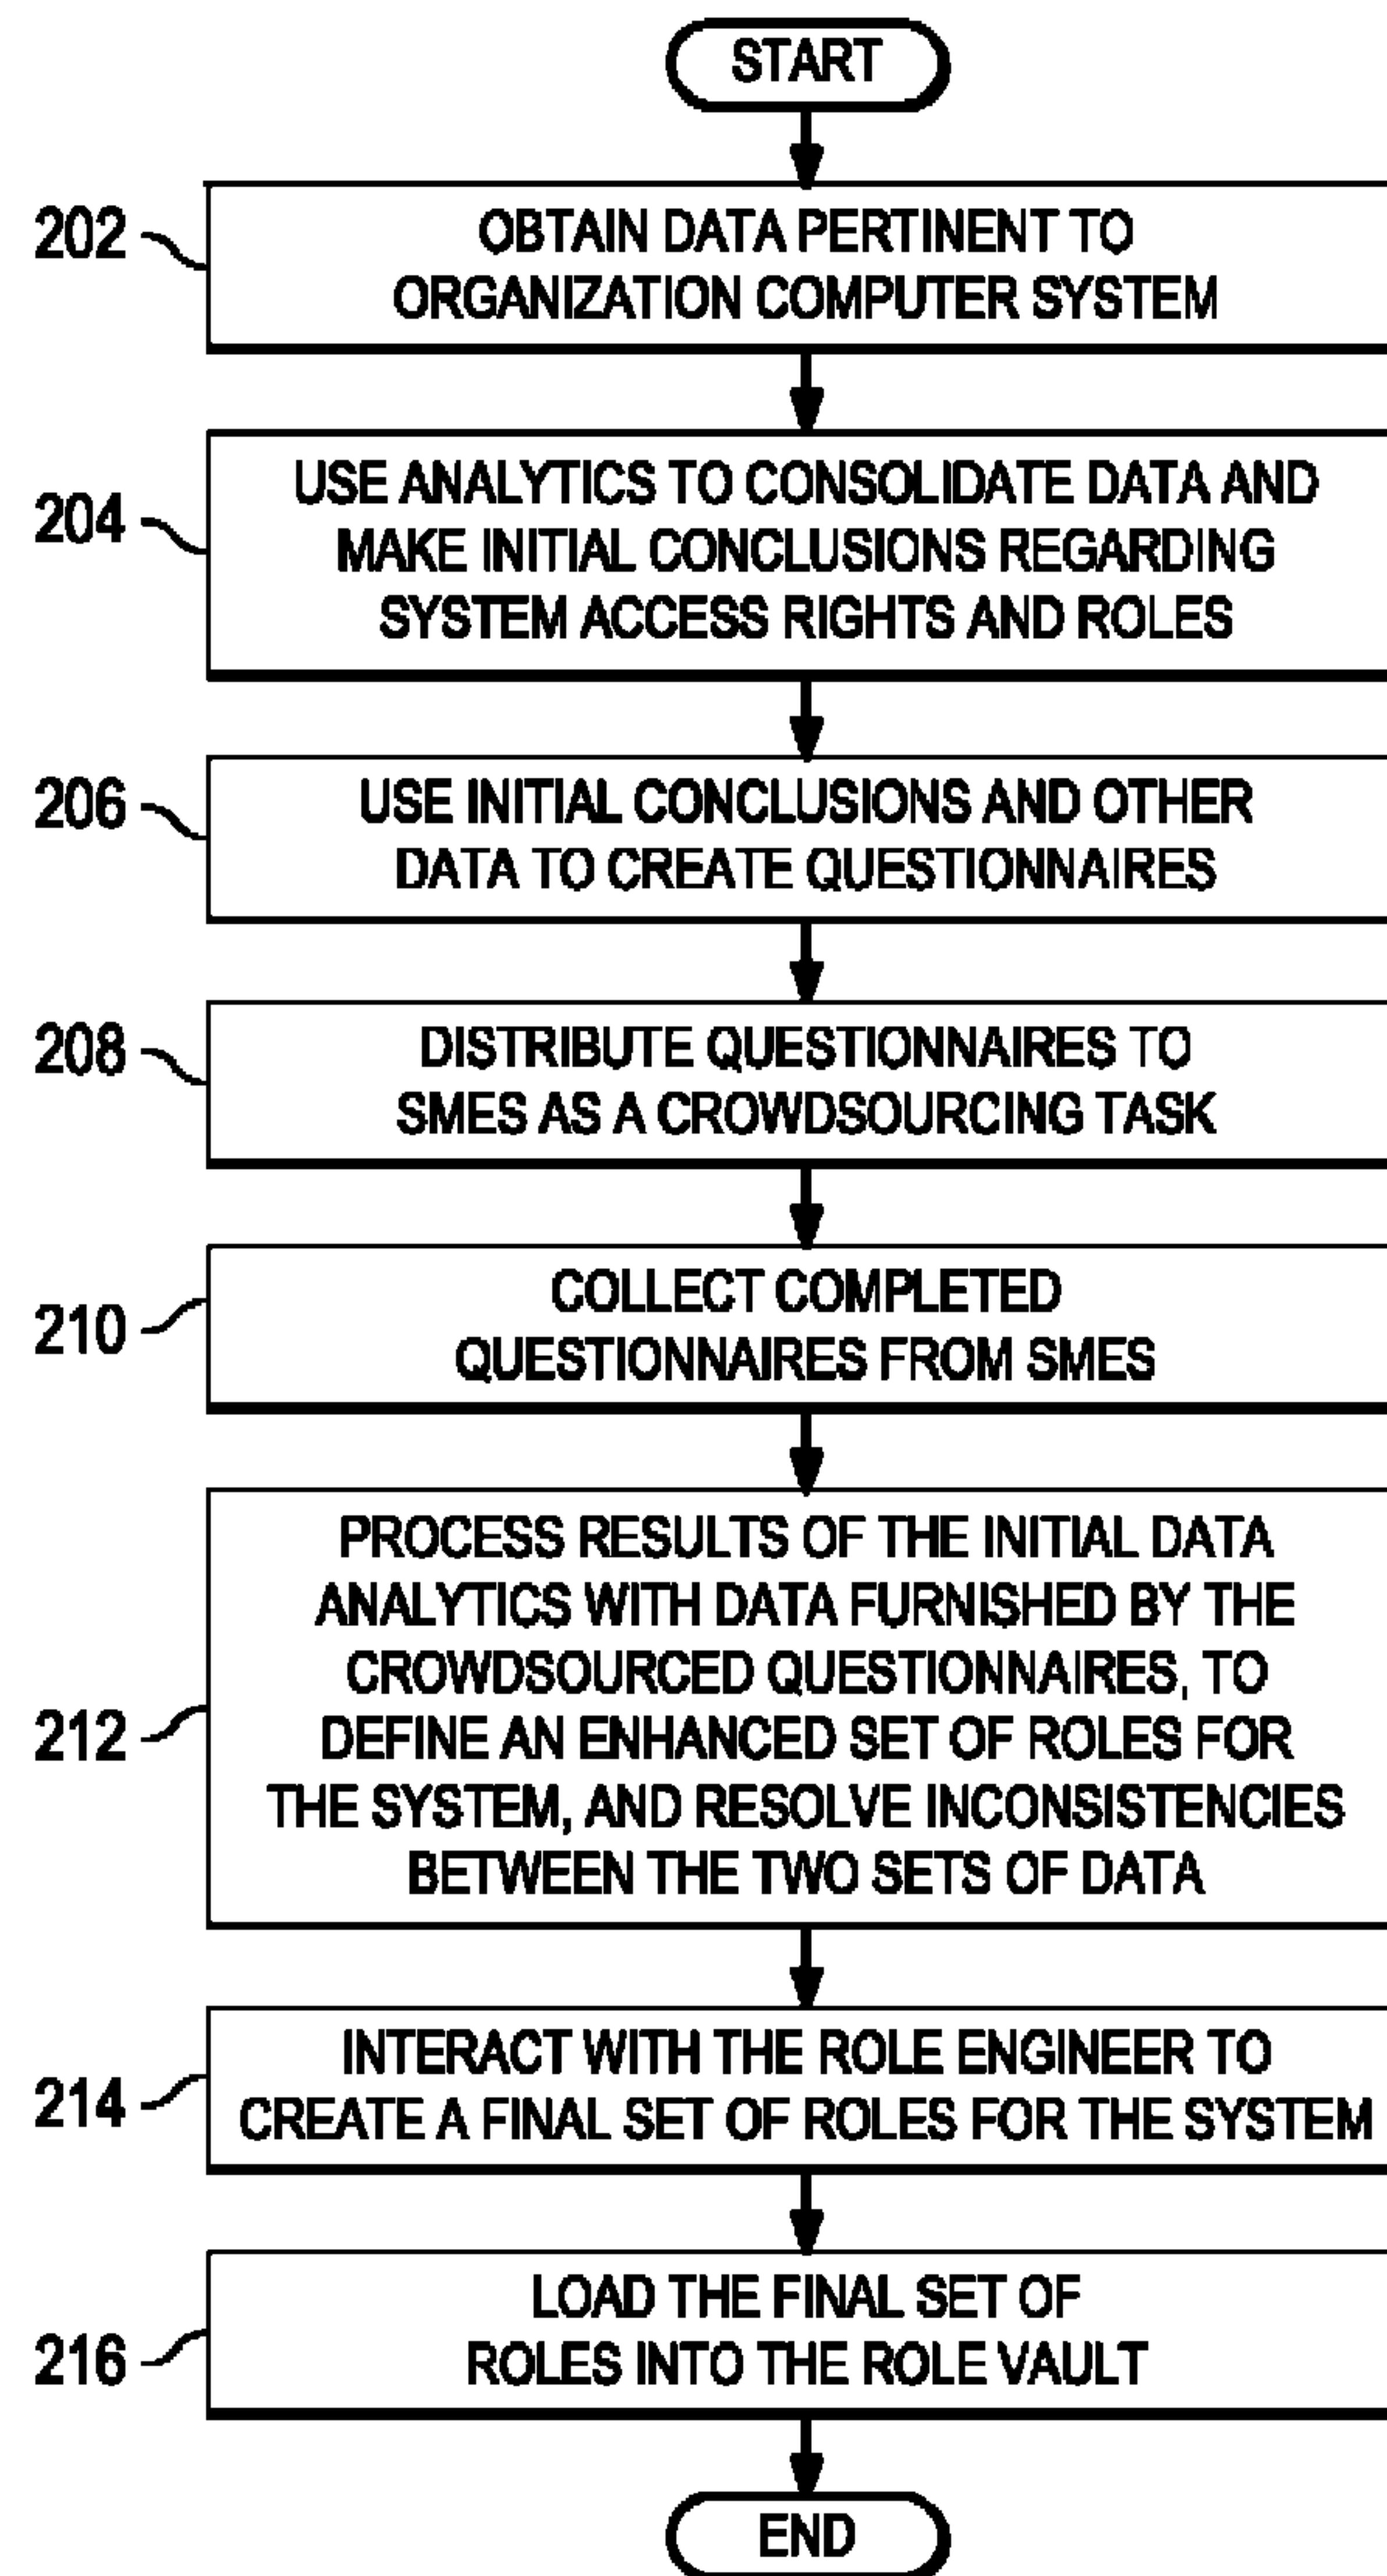 START
202
OBTAIN DATA PERTINENT TO
ORGANIZATION COMPUTER SYSTEM
204
USE ANALYTICS TO CONSOLIDATE DATA AND
MAKE INITIAL CONCLUSIONS REGARDING
SYSTEM ACCESS RIGHTS AND ROLES
206
USE INITIAL CONCLUSIONS AND OTHER
DATA TO CREATE QUESTIONNAIRES
208
DISTRIBUTE QUESTIONNAIRES TO
SMES AS A CROWDSOURCING TASK
210
COLLECT COMPLETED
QUESTIONNAIRES FROM SMES
212
PROCESS RESULTS OF THE INITIAL DATA
ANALYTICS WITH DATA FURNISHED BY THE
CROWDSOURCED QUESTIONNAIRES, TO
DEFINE AN ENHANCED SET OF ROLES FOR
THE SYSTEM, AND RESOLVE INCONSISTENCIES
BETWEEN THE TWO SETS OF DATA
214
INTERACT WITH THE ROLE ENGINEER TO
CREATE A FINAL SET OF ROLES FOR THE SYSTEM
216
LOAD THE FINAL SET OF
ROLES INTO THE ROLE VAULT
END